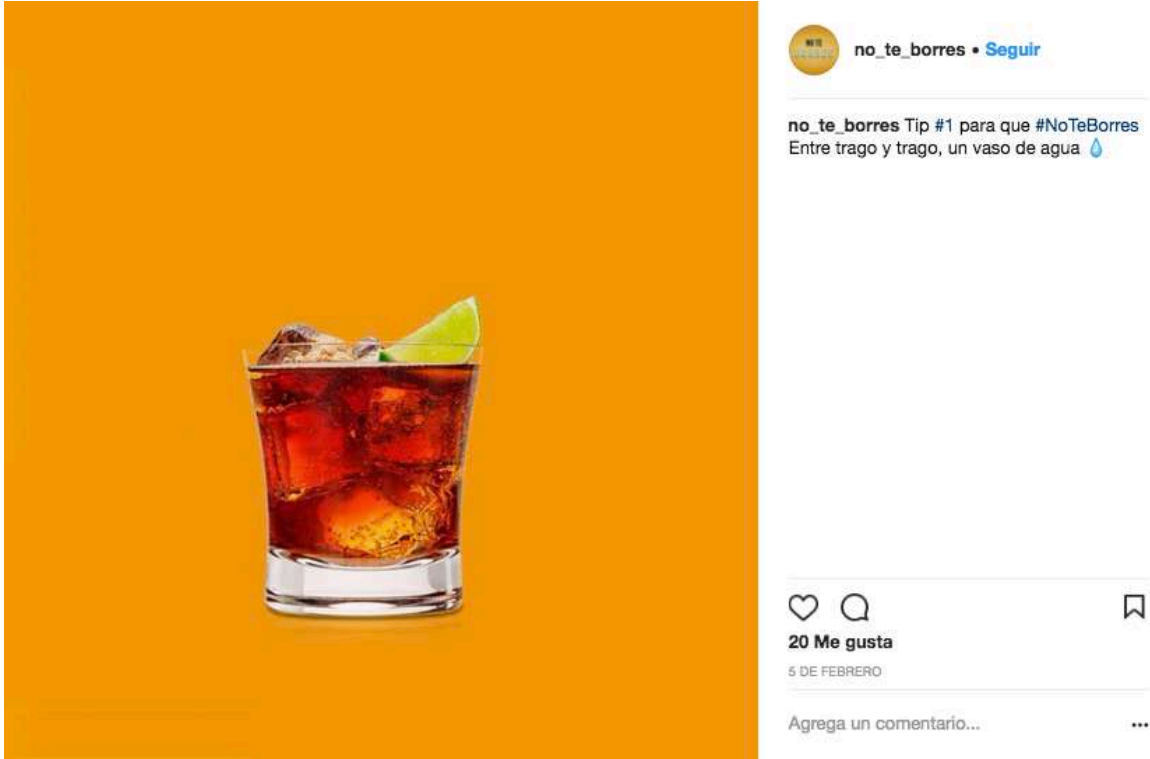 no_te_borres • Seguir
no_te_borres Tip #1 para que #NoTeBorres
Entre trago y trago, un vaso de agua 💧
20 Me gusta
5 DE FEBRERO
Agrega un comentario...